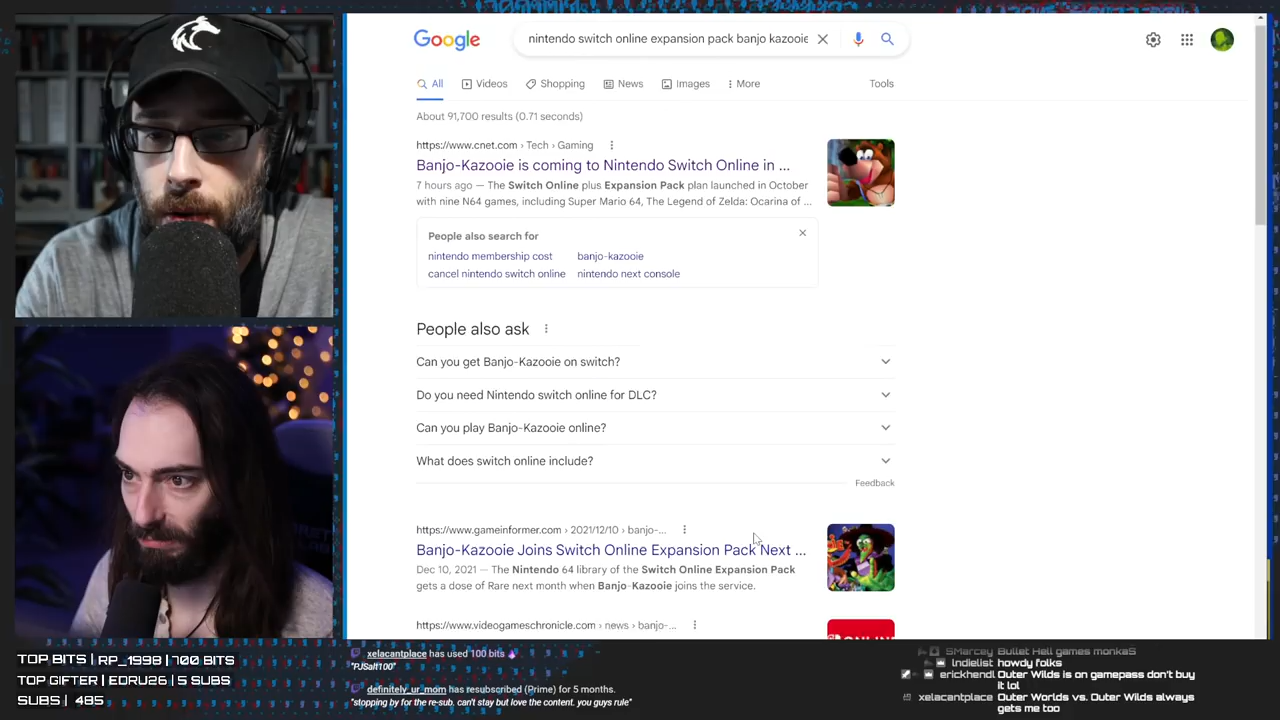 Google
nintendo switch online expansion pack banjo kazooie
All
Videos
Shopping
News
Images
More
Tools
About 91,700 results (0.71 seconds)
https://www.cnet.com › Tech › Gaming
Banjo-Kazooie is coming to Nintendo Switch Online in ...
7 hours ago — The Switch Online plus Expansion Pack plan launched in October
with nine N64 games, including Super Mario 64, The Legend of Zelda: Ocarina of ...
People also search for
nintendo membership cost
banjo-kazooie
cancel nintendo switch online
nintendo next console
People also ask
Can you get Banjo-Kazooie on switch?
Do you need Nintendo switch online for DLC?
Can you play Banjo-Kazooie online?
What does switch online include?
Feedback
https://www.gameinformer.com › 2021/12/10 › banjo-...
Banjo-Kazooie Joins Switch Online Expansion Pack Next ...
Dec 10, 2021 — The Nintendo 64 library of the Switch Online Expansion Pack
gets a dose of Rare next month when Banjo-Kazooie joins the service.
https://www.videogameschronicle.com › news › banjo-...
TOP BITS | RP_1998 | 700 BITS
TOP GIFTER | EDRU26 | 5 SUBS
SUBS | 485
xelacantplace has used 100 bits
"PJSalt100"
definitely_ur_mom has resubscribed (Prime) for 5 months.
"stopping by for the re-sub. can't stay but love the content. you guys rule"
SMercey Bullet Hell games monkaS
Indielist howdy folks
erickhendl Outer Wilds is on gamepass don't buy
it lol
xelacantplace Outer Worlds vs. Outer Wilds always
gets me too